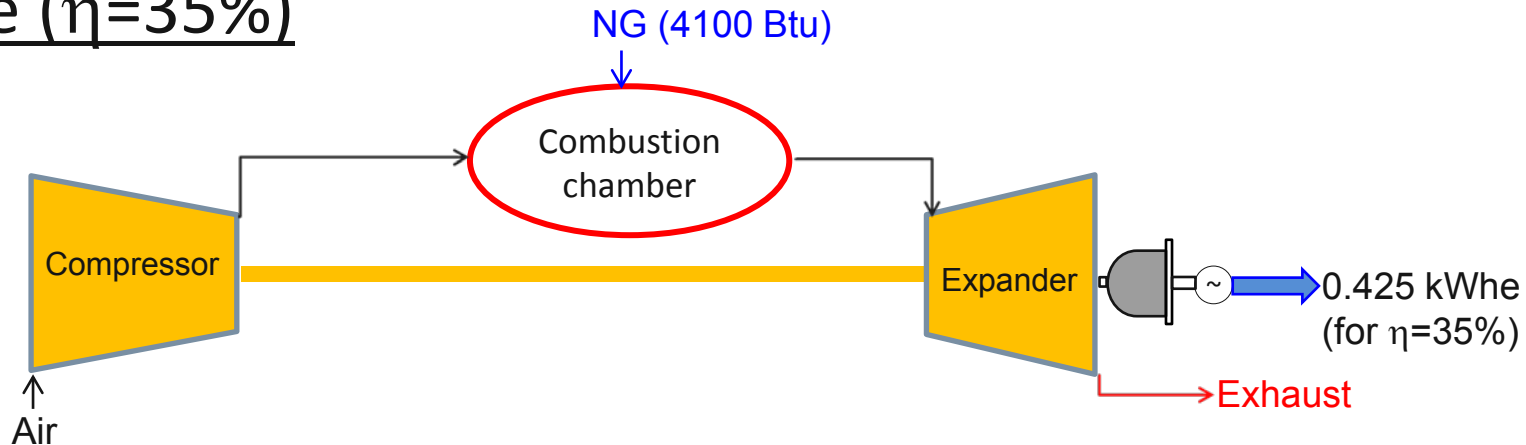 e (η=35%)
NG (4100 Btu)
Combustion
chamber
Compressor
Expander
~
0.425 kWhe
(for η=35%)
Exhaust
Air